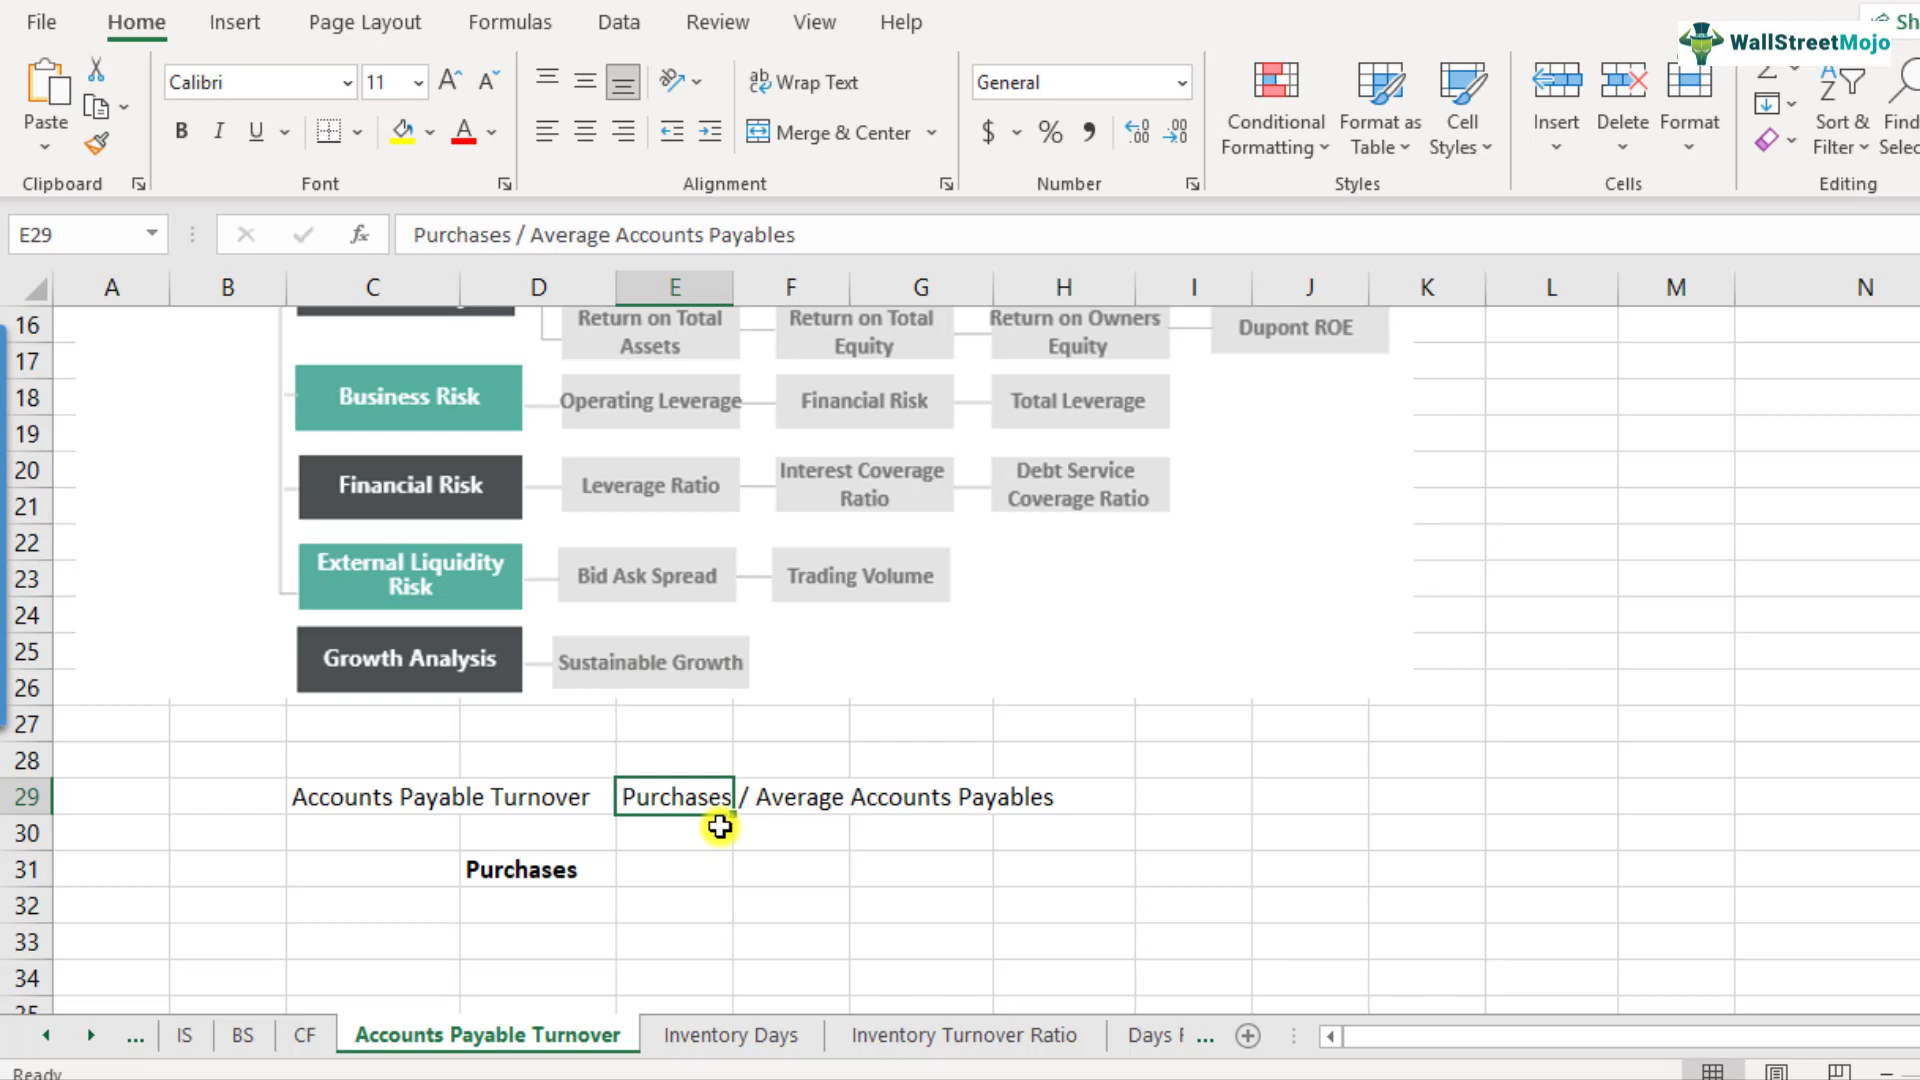 File Home Insert Page Layout Formulas Data Review View Help
WallStreetMojo
Calibri 11 Wrap Text General
Paste
B I U Merge & Center $ % Conditional Formatting Format as Table Cell Styles Insert Delete Format Sort & Filter
Clipboard Font Alignment Number Styles Cells Editing
E29 fx Purchases / Average Accounts Payables
A B C D E F G H I J K L M N
16 Return on Total Assets Return on Total Equity Return on Owners Equity Dupont ROE
17
18 Business Risk Operating Leverage Financial Risk Total Leverage
19
20 Financial Risk Leverage Ratio Interest Coverage Ratio Debt Service Coverage Ratio
21
22
23 External Liquidity Risk Bid Ask Spread Trading Volume
24
25 Growth Analysis Sustainable Growth
26
27
28
29 Accounts Payable Turnover Purchases / Average Accounts Payables
30
31 Purchases
32
33
34
... IS BS CF Accounts Payable Turnover Inventory Days Inventory Turnover Ratio Days ...
Ready